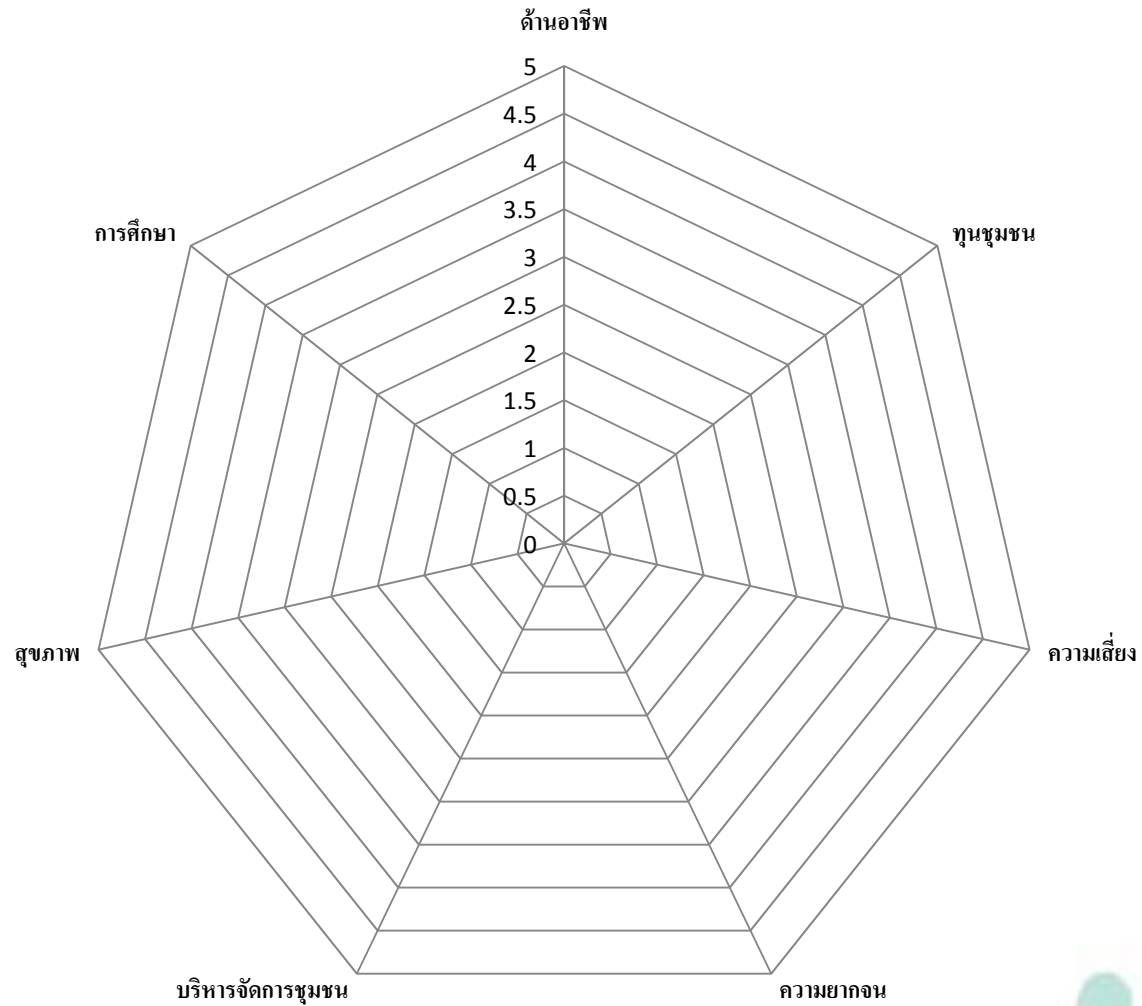 ด้านอาชีพ
5
4.5
4
3.5
3
2.5
2
1.5
1
0.5
0
ทุนชุมชน
ความเสี่ยง
ความยากจน
บริหารจัดการชุมชน
สุขภาพ
การศึกษา